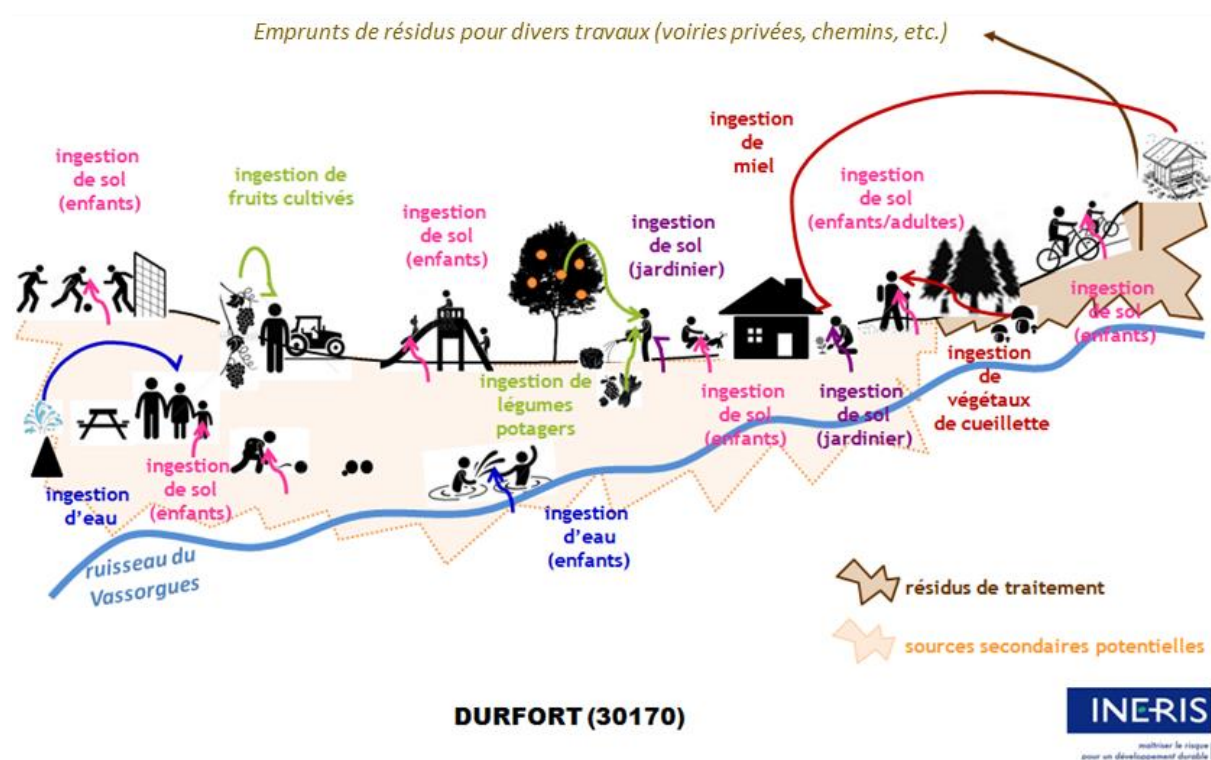 Emprunts de résidus pour divers travaux (voiries privées, chemins, etc.)
ingestion
de
miel
ingestion
de sol
(enfants)
ingestion de
fruits cultivés
ingestion
de sol
(enfants)
ingestion
de sol
(jardinier)
ingestion
de sol
(enfants/adultes)
ingestion
de sol
(enfants)
ingestion
de
végétaux
de cueillette
ingestion de
légumes
potagers
ingestion
de sol
(enfants)
ingestion
de sol
(jardinier)
ingestion
de sol
(enfants)
ingestion
d'eau
ingestion
d'eau
(enfants)
ruisseau du
Vassorgues
résidus de traitement
sources secondaires potentielles
DURFORT (30170)
INERIS
maîtriser le risque
pour un développement durable